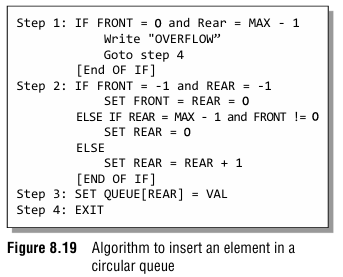 Step 1: IF FRONT = 0 and Rear = MAX - 1
Write "OVERFLOW”
Goto step 4
[End OF IF]
Step 2: IF FRONT = -1 and REAR = -1
SET FRONT = REAR = 0
ELSE IF REAR = MAX - 1 and FRONT != 0
SET REAR = 0
ELSE
SET REAR = REAR + 1
[END OF IF]
Step 3: SET QUEUE[REAR] = VAL
Step 4: EXIT
Figure 8.19 Algorithm to insert an element in a
circular queue